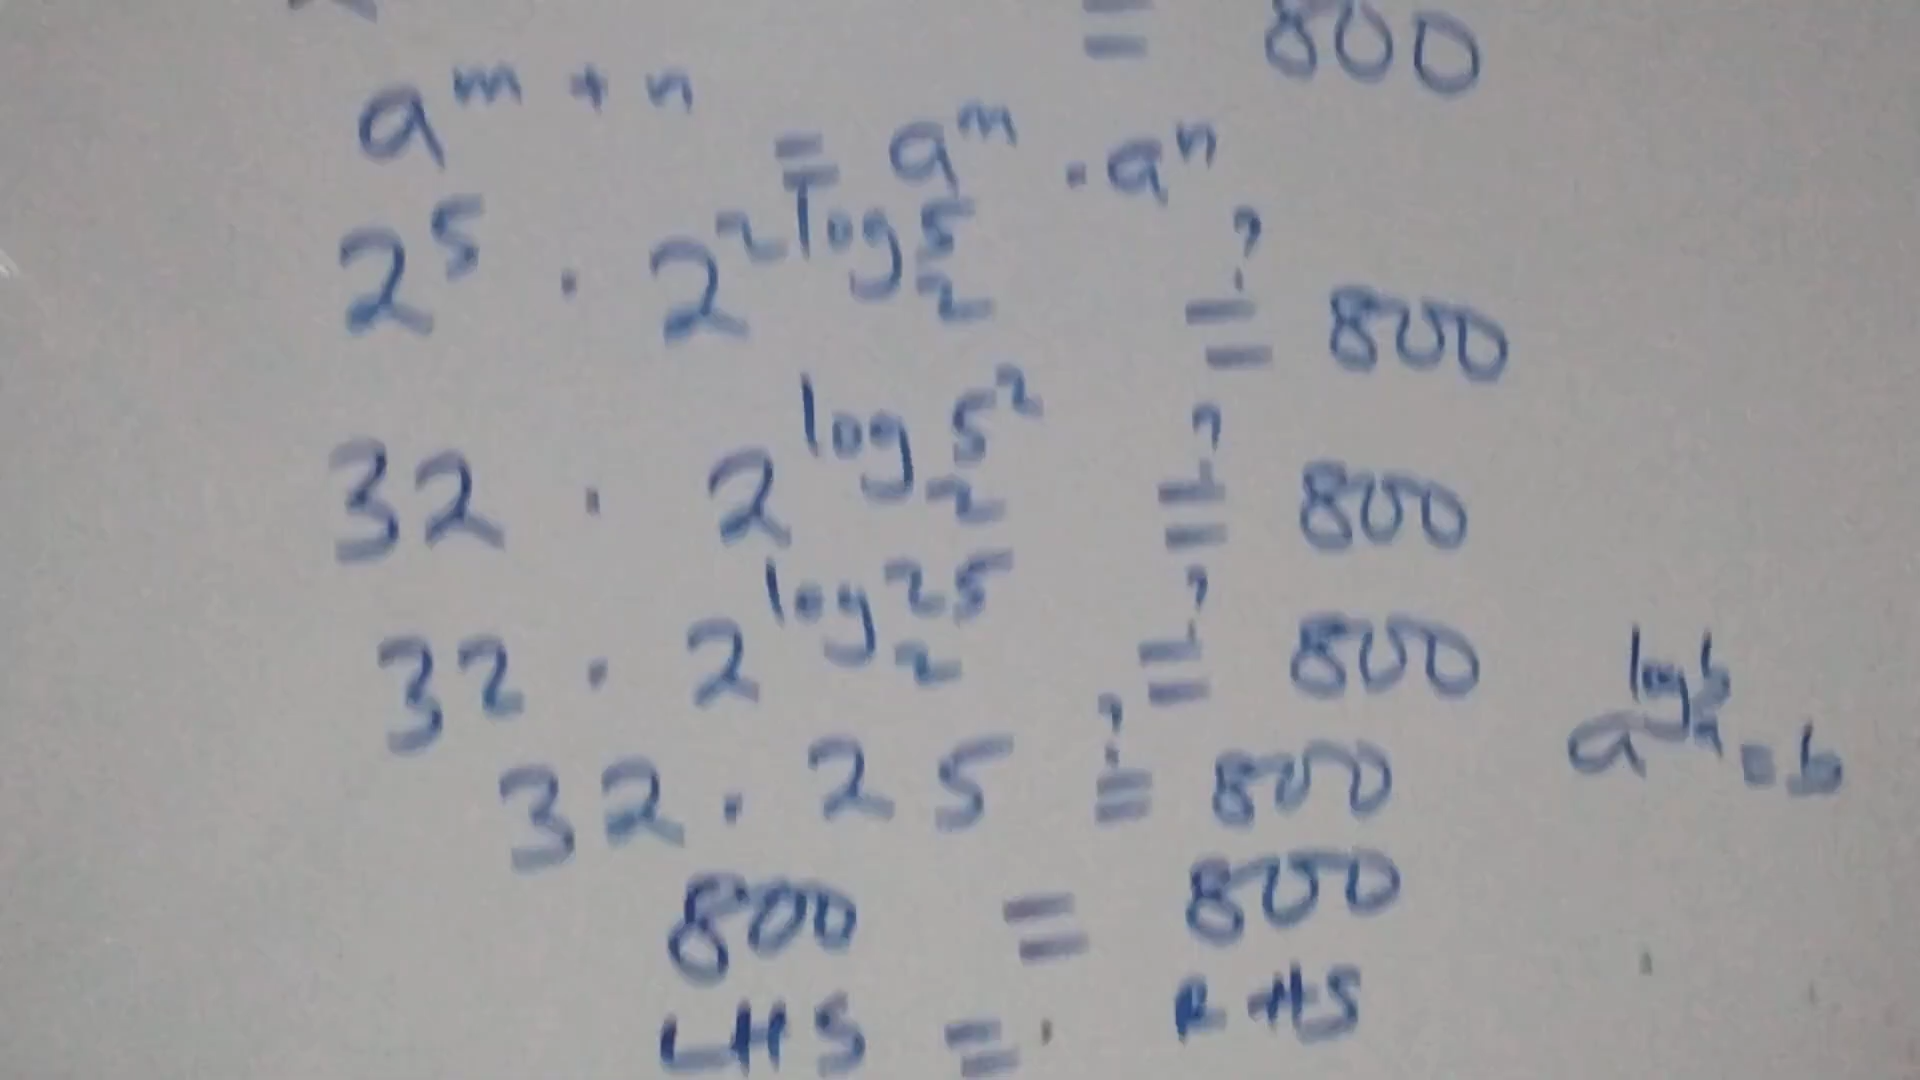 = 800
a^{m + n} = a^m . a^n
2^5 . 2^{2 log_2 5} ?= 800
32 . 2^{log_2 5^2} ?= 800
32 . 2^{log_2 25} ?= 800
a^{log_a b} = b
32 . 25 ?= 800
800 = 800
LHS = RHS